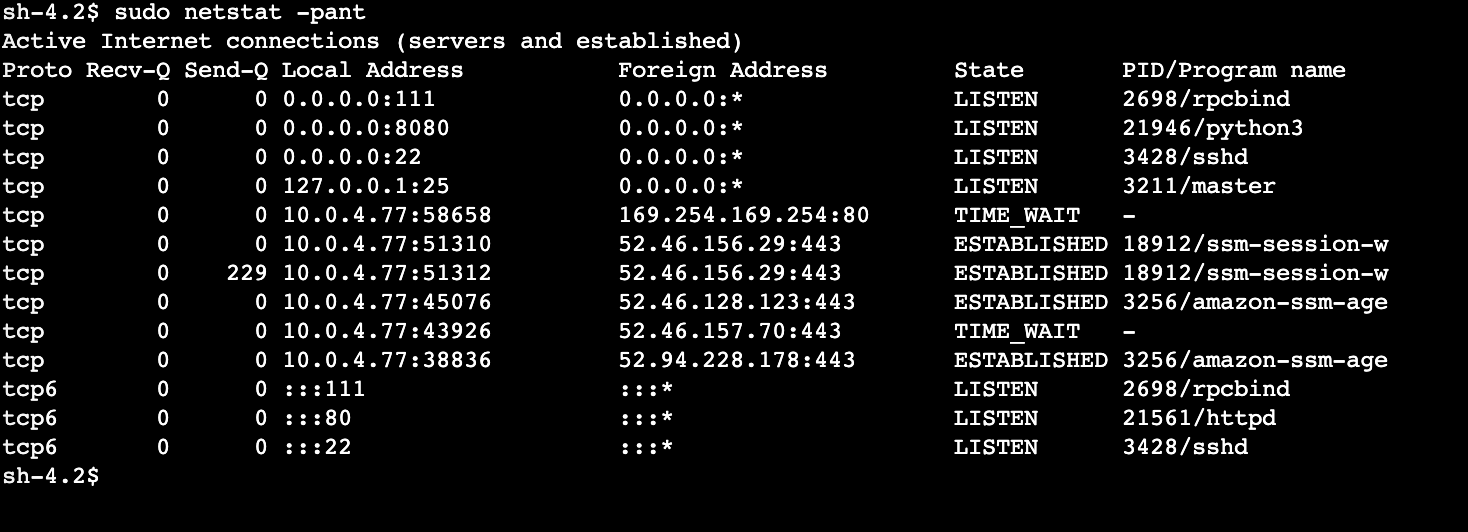 sh-4.2$ sudo netstat -pant
Active Internet connections (servers and established)
Proto Recv-Q Send-Q Local Address           Foreign Address         State       PID/Program name
tcp        0      0 0.0.0.0:111             0.0.0.0:*               LISTEN      2698/rpcbind
tcp        0      0 0.0.0.0:8080            0.0.0.0:*               LISTEN      21946/python3
tcp        0      0 0.0.0.0:22              0.0.0.0:*               LISTEN      3428/sshd
tcp        0      0 127.0.0.1:25            0.0.0.0:*               LISTEN      3211/master
tcp        0      0 10.0.4.77:58658         169.254.169.254:80      TIME_WAIT   -
tcp        0      0 10.0.4.77:51310         52.46.156.29:443        ESTABLISHED 18912/ssm-session-w
tcp        0    229 10.0.4.77:51312         52.46.156.29:443        ESTABLISHED 18912/ssm-session-w
tcp        0      0 10.0.4.77:45076         52.46.128.123:443       ESTABLISHED 3256/amazon-ssm-age
tcp        0      0 10.0.4.77:43926         52.46.157.70:443        TIME_WAIT   -
tcp        0      0 10.0.4.77:38836         52.94.228.178:443       ESTABLISHED 3256/amazon-ssm-age
tcp6       0      0 :::111                  :::*                    LISTEN      2698/rpcbind
tcp6       0      0 :::80                   :::*                    LISTEN      21561/httpd
tcp6       0      0 :::22                   :::*                    LISTEN      3428/sshd
sh-4.2$